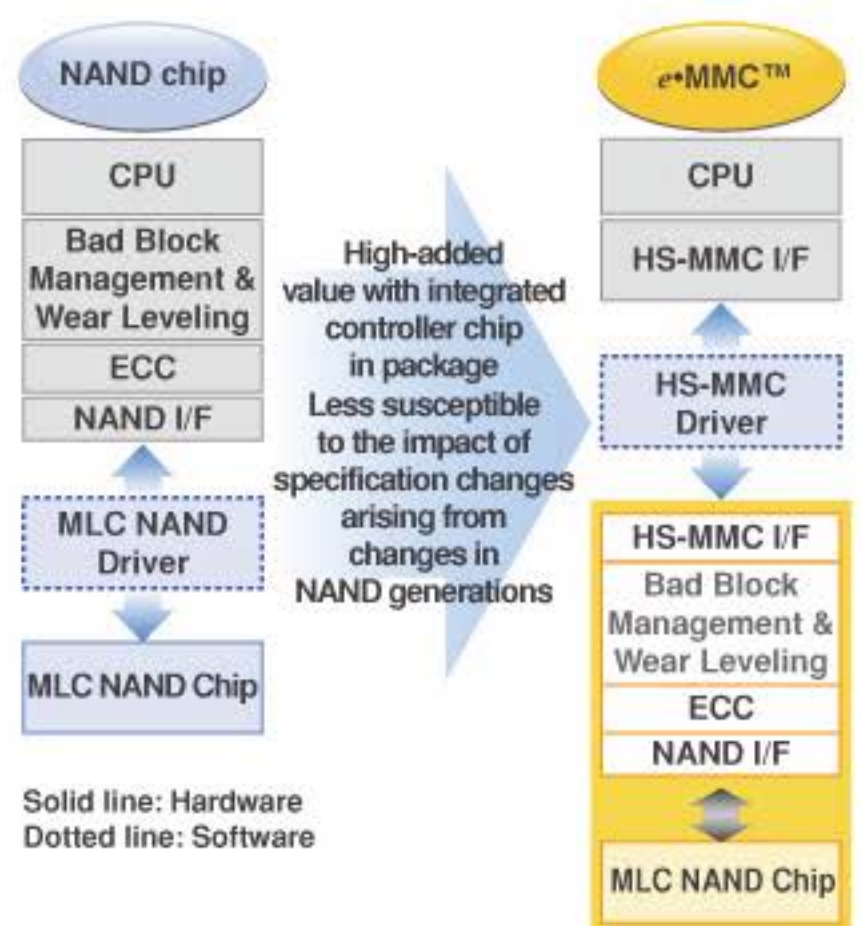 NAND chip
CPU
Bad Block
Management &
Wear Leveling
ECC
NAND I/F
MLC NAND
Driver
MLC NAND Chip
Solid line: Hardware
Dotted line: Software
High-added
value with integrated
controller chip
in package
Less susceptible
to the impact of
specification changes
arising from
changes in
NAND generations
e•MMC™
CPU
HS-MMC I/F
HS-MMC
Driver
HS-MMC I/F
Bad Block
Management &
Wear Leveling
ECC
NAND I/F
MLC NAND Chip